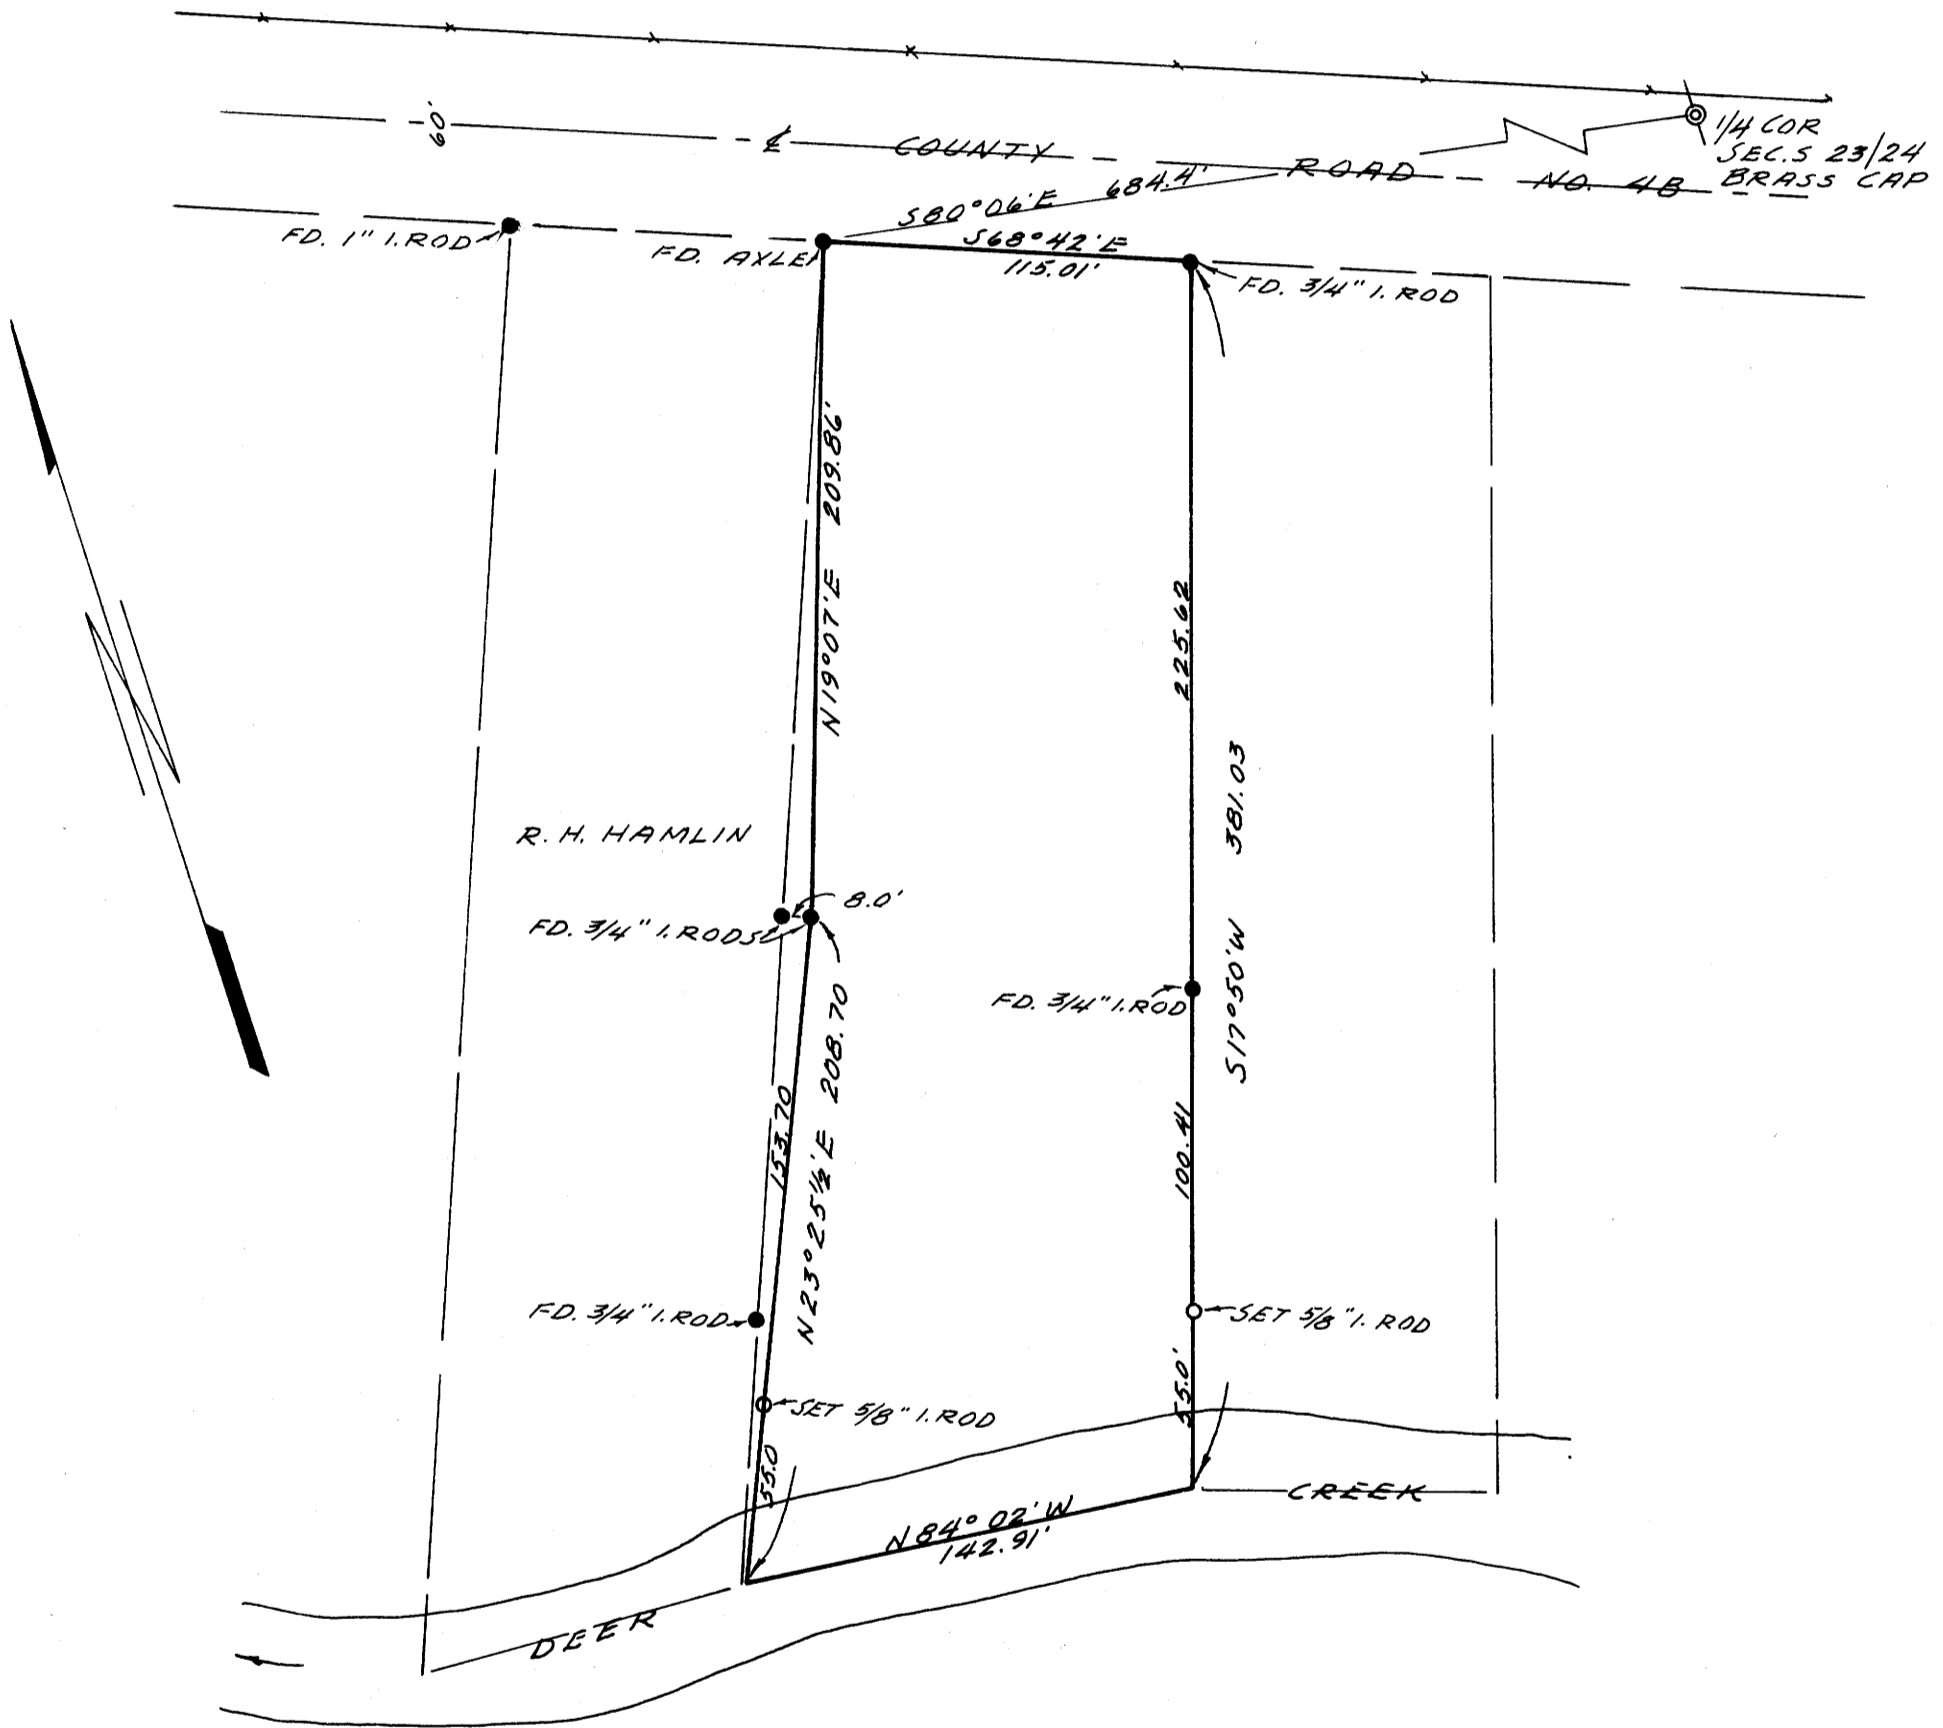 60'
℄ COUNTY ROAD NO. 4B
1/4 COR
SEC.S 23/24
BRASS CAP
S80°06'E 684.4'
FD. 1" I.ROD
FD. AXLE
S68°42'E
115.01'
FD. 3/4" I. ROD
N19°07'E 209.86'
225.62
S17°50'W 381.03
R. H. HAMLIN
8.0'
FD. 3/4" I.RODS
FD. 3/4" I.ROD
153.70
N23°25½'E 208.70
100.41
FD. 3/4" I.ROD
SET 5/8" I. ROD
SET 5/8" I.ROD
55.0'
55.0
N84°02'W
142.91'
DEER CREEK